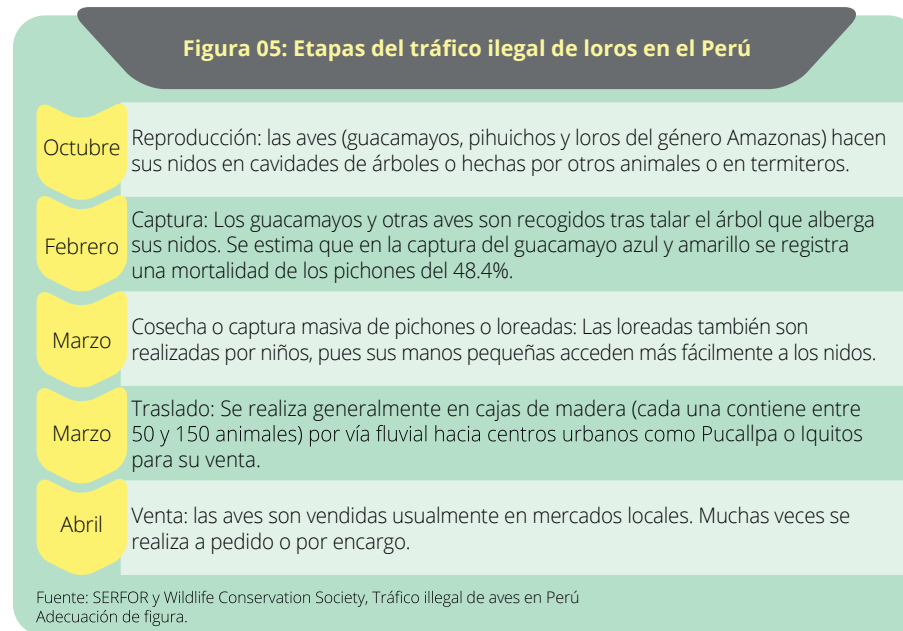 Figura 05: Etapas del tráfico ilegal de loros en el Perú
Octubre
Reproducción: las aves (guacamayos, pihuichos y loros del género Amazonas) hacen
sus nidos en cavidades de árboles o hechas por otros animales o en termiteros.
Febrero
Captura: Los guacamayos y otras aves son recogidos tras talar el árbol que alberga
sus nidos. Se estima que en la captura del guacamayo azul y amarillo se registra
una mortalidad de los pichones del 48.4%.
Marzo
Cosecha o captura masiva de pichones o loreadas: Las loreadas también son
realizadas por niños, pues sus manos pequeñas acceden más fácilmente a los nidos.
Marzo
Traslado: Se realiza generalmente en cajas de madera (cada una contiene entre
50 y 150 animales) por vía fluvial hacia centros urbanos como Pucallpa o Iquitos
para su venta.
Abril
Venta: las aves son vendidas usualmente en mercados locales. Muchas veces se
realiza a pedido o por encargo.
Fuente: SERFOR y Wildlife Conservation Society, Tráfico illegal de aves en Perú
Adecuación de figura.